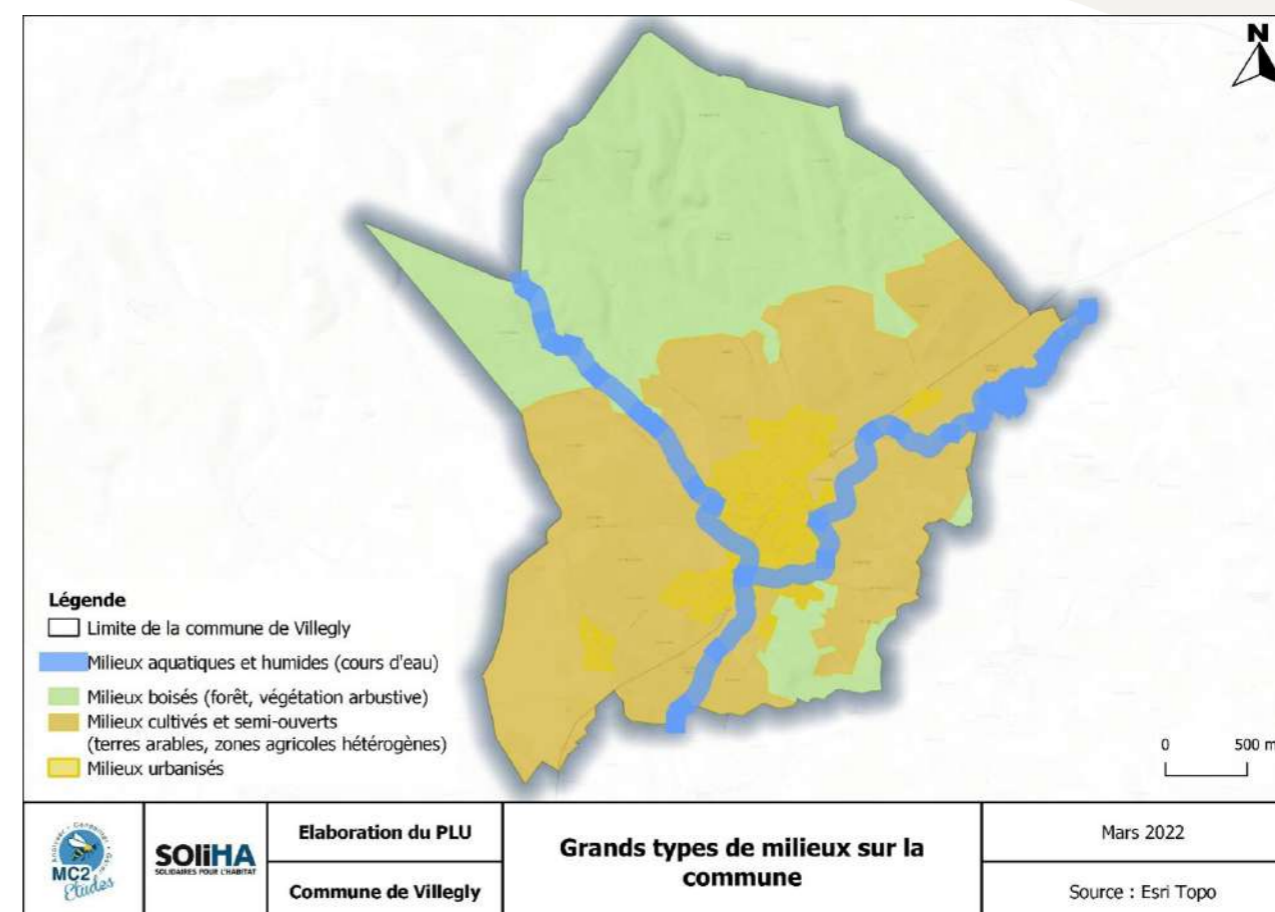 N
Légende
Limite de la commune de Villegly
Milieux aquatiques et humides (cours d'eau)
Milieux boisés (forêt, végétation arbustive)
Milieux cultivés et semi-ouverts
(terres arables, zones agricoles hétérogènes)
Milieux urbanisés
0 500 m
MC2
Etudes
SOliHA
SOLIDAIRES POUR L'HABITAT
Elaboration du PLU
Commune de Villegly
Grands types de milieux sur la
commune
Mars 2022
Source : Esri Topo